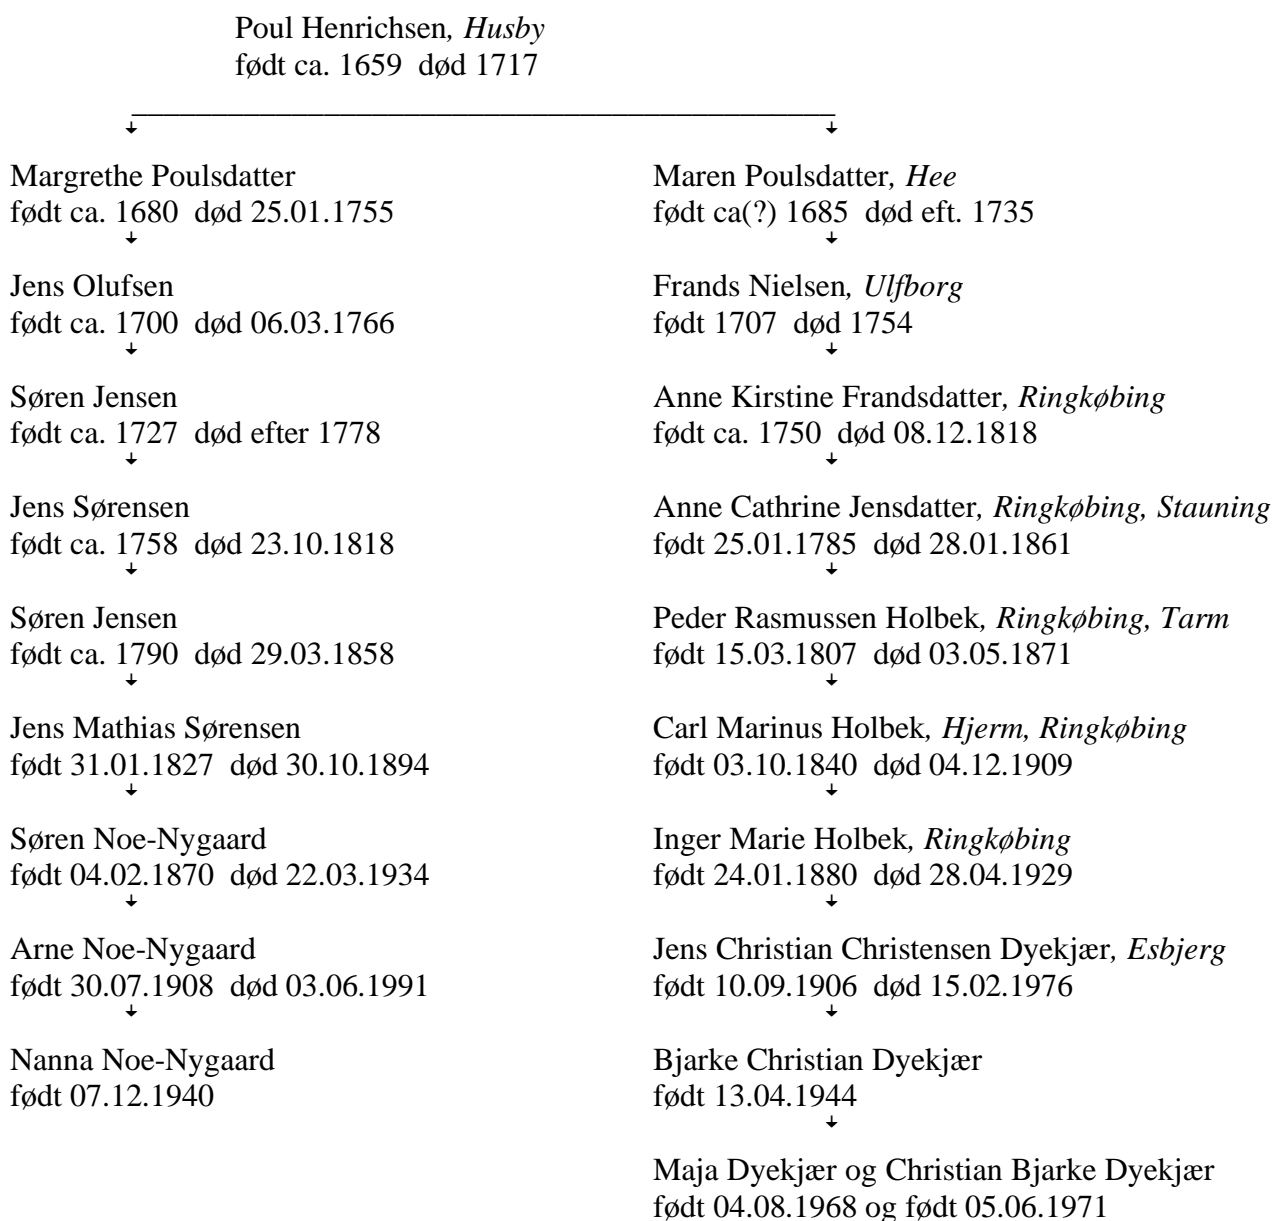 Poul Henrichsen, Husby
født ca. 1659 død 1717
Margrethe Poulsdatter
født ca. 1680 død 25.01.1755
Jens Olufsen
født ca. 1700 død 06.03.1766
Søren Jensen
født ca. 1727 død efter 1778
Jens Sørensen
født ca. 1758 død 23.10.1818
Søren Jensen
født ca. 1790 død 29.03.1858
Jens Mathias Sørensen
født 31.01.1827 død 30.10.1894
Søren Noe-Nygaard
født 04.02.1870 død 22.03.1934
Arne Noe-Nygaard
født 30.07.1908 død 03.06.1991
Nanna Noe-Nygaard
født 07.12.1940
Maren Poulsdatter, Hee
født ca(?) 1685 død eft. 1735
Frands Nielsen, Ulfborg
født 1707 død 1754
Anne Kirstine Frandsdatter, Ringkøbing
født ca. 1750 død 08.12.1818
Anne Cathrine Jensdatter, Ringkøbing, Stauning
født 25.01.1785 død 28.01.1861
Peder Rasmussen Holbek, Ringkøbing, Tarm
født 15.03.1807 død 03.05.1871
Carl Marinus Holbek, Hjerm, Ringkøbing
født 03.10.1840 død 04.12.1909
Inger Marie Holbek, Ringkøbing
født 24.01.1880 død 28.04.1929
Jens Christian Christensen Dyekjær, Esbjerg
født 10.09.1906 død 15.02.1976
Bjarke Christian Dyekjær
født 13.04.1944
Maja Dyekjær og Christian Bjarke Dyekjær
født 04.08.1968 og født 05.06.1971